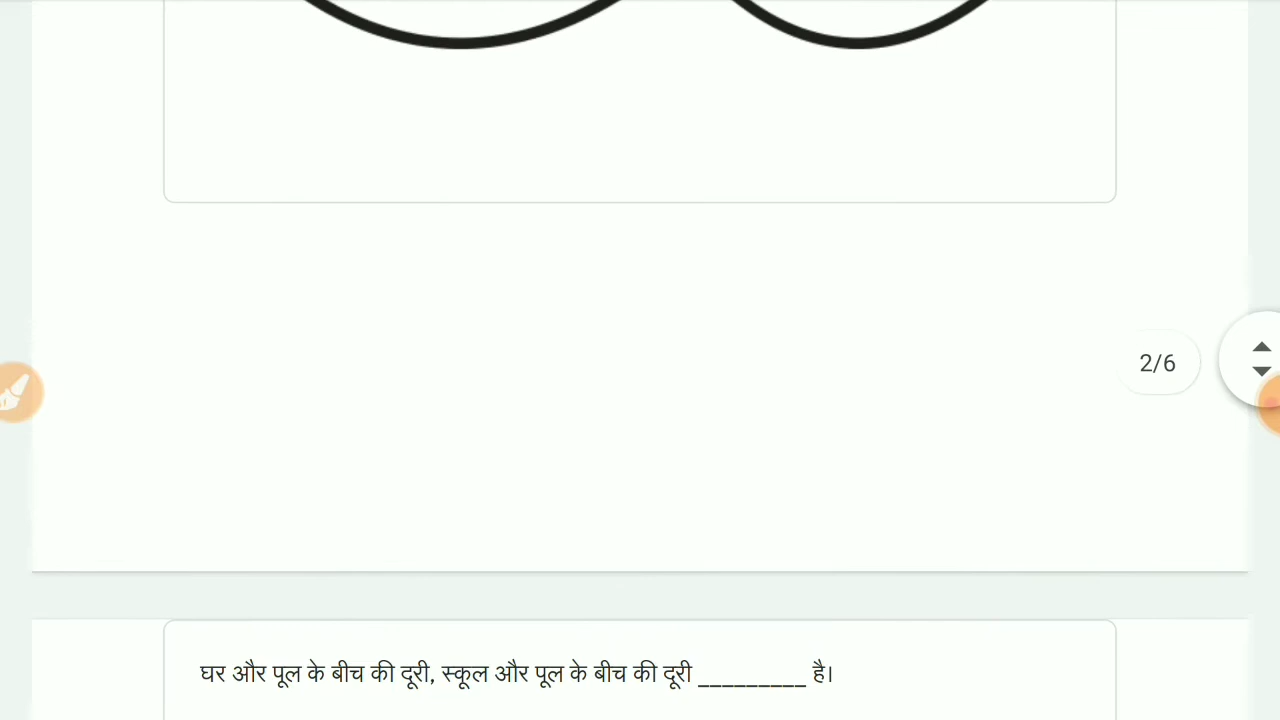 2/6
घर और पूल के बीच की दूरी, स्कूल और पूल के बीच की दूरी _________ है।